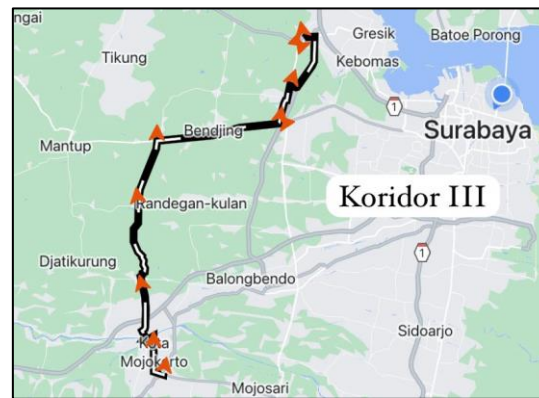 ngai
Gresik
Batoe Porong
Tikung
Kebomas
1
Bendjing
Surabaya
Mantup
Koridor III
Randegan-kulan
Djatikurung
Balongbendo
1
Sidoarjo
Kota
Mojokerto
Mojosari